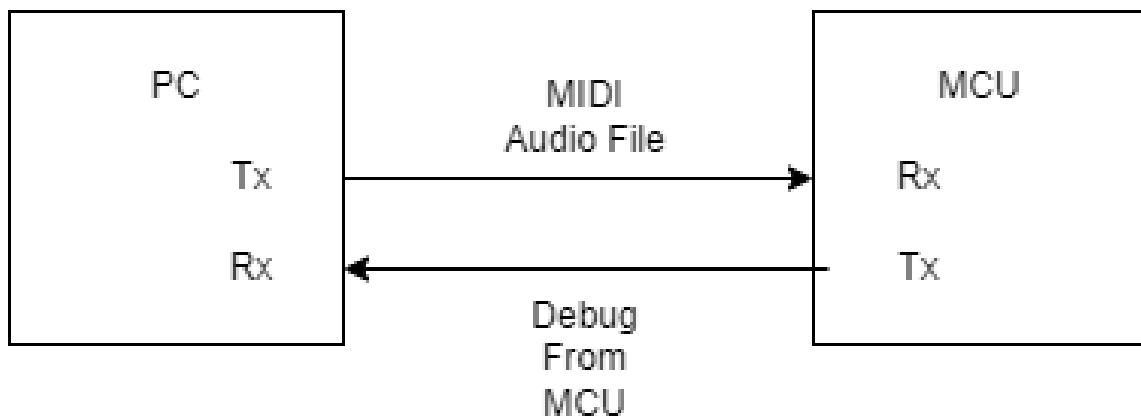 PC
MIDI
Audio File
MCU
Tx
Rx
Rx
Tx
Debug
From
MCU